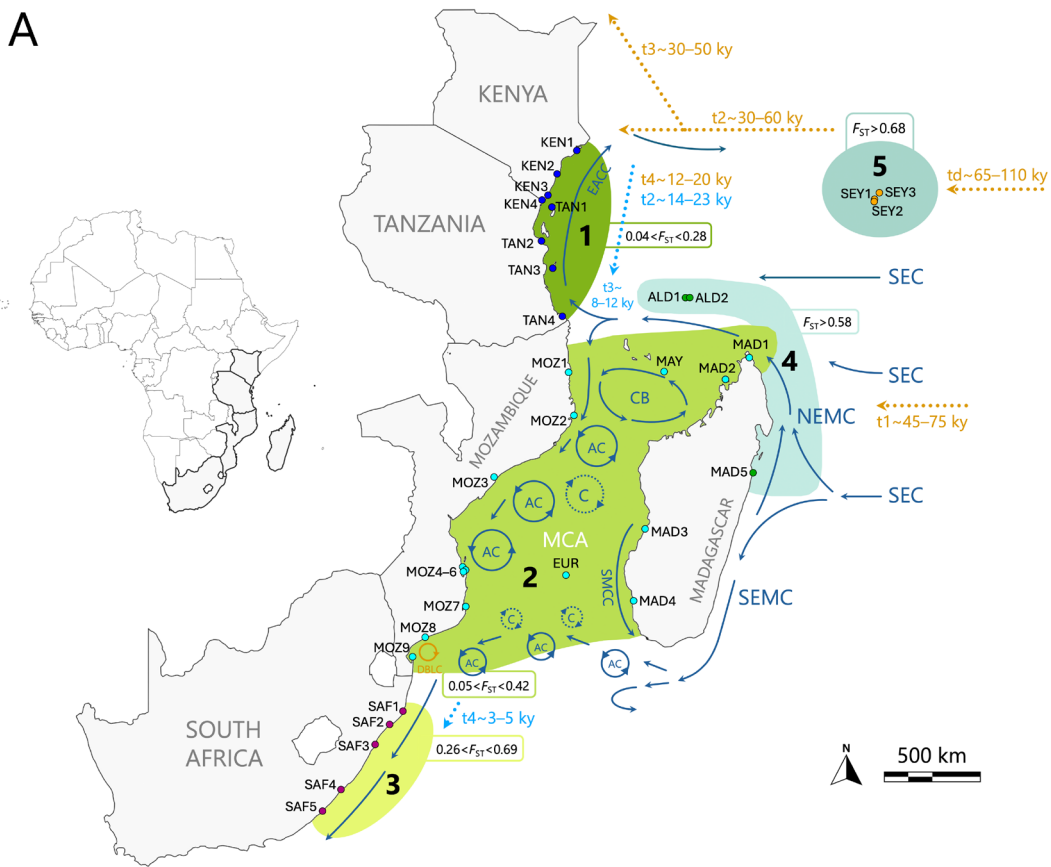 A
t3~30–50 ky
KENYA
t2~30–60 ky
FST>0.68
KEN1
5
KEN2
EACC
t4~12–20 ky
td~65–110 ky
KEN3
SEY1
SEY3
t2~14–23 ky
KEN4
TAN1
SEY2
TANZANIA
1
0.04<FST<0.28
TAN2
TAN3
SEC
t3~
8–12 ky
ALD1
ALD2
TAN4
FST>0.58
MAD1
MOZ1
MAY
MAD2
4
SEC
CB
MOZAMBIQUE
NEMC
t1~45–75 ky
MOZ2
AC
MAD5
MOZ3
C
SEC
AC
MADAGASCAR
MCA
MAD3
AC
EUR
MOZ4–6
2
SMCC
SEMC
MAD4
MOZ7
C
C
MOZ8
MOZ9
AC
DBLC
AC
AC
0.05<FST<0.42
SAF1
t4~3–5 ky
SAF2
SOUTH
AFRICA
SAF3
0.26<FST<0.69
N
500 km
3
SAF4
SAF5